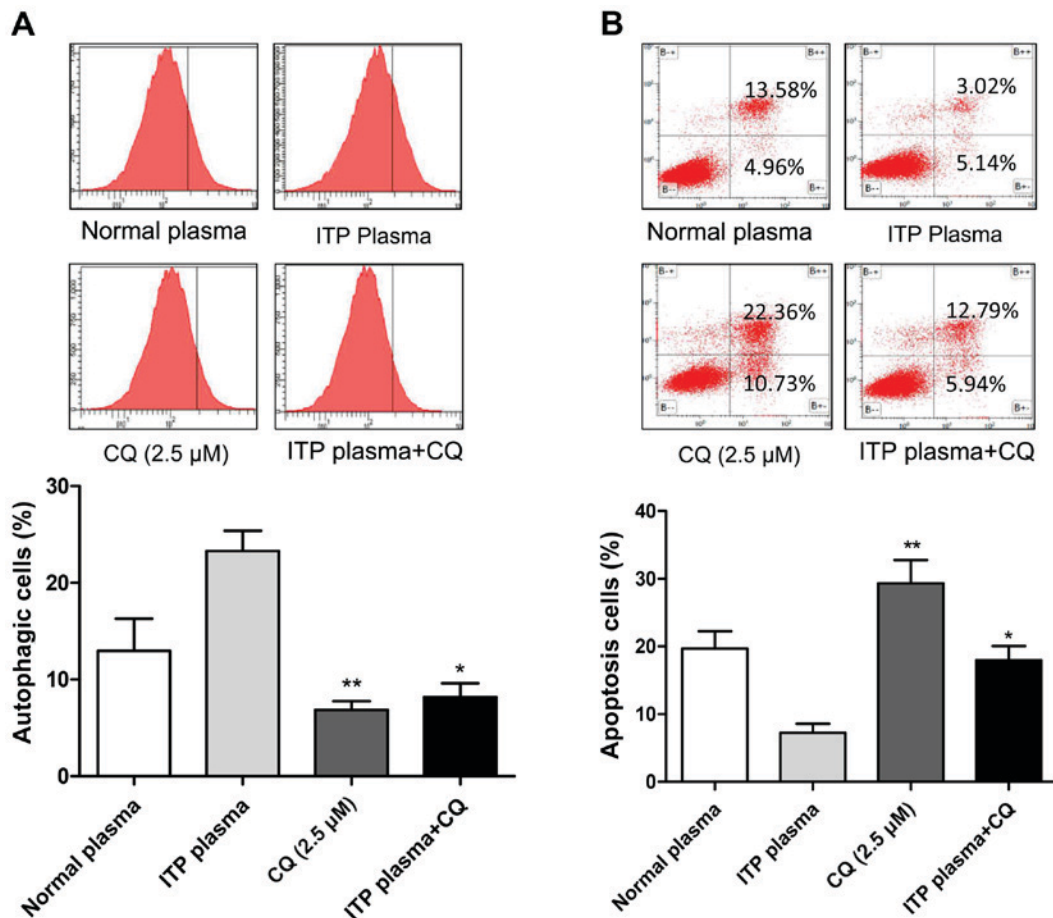 A
B
Normal plasma
ITP Plasma
CQ (2.5 µM)
ITP plasma+CQ
B-+
B++
13.58%
4.96%
B--
B+-
Normal plasma
B-+
B++
3.02%
5.14%
B--
B+-
ITP Plasma
B-+
B++
22.36%
10.73%
B--
B+-
CQ (2.5 µM)
B-+
B++
12.79%
5.94%
B--
B+-
ITP plasma+CQ
Autophagic cells (%)
30
20
10
0
**
*
Normal plasma
ITP plasma
CQ (2.5 µM)
ITP plasma+CQ
Apoptosis cells (%)
40
30
20
10
0
**
*
Normal plasma
ITP plasma
CQ (2.5 µM)
ITP plasma+CQ